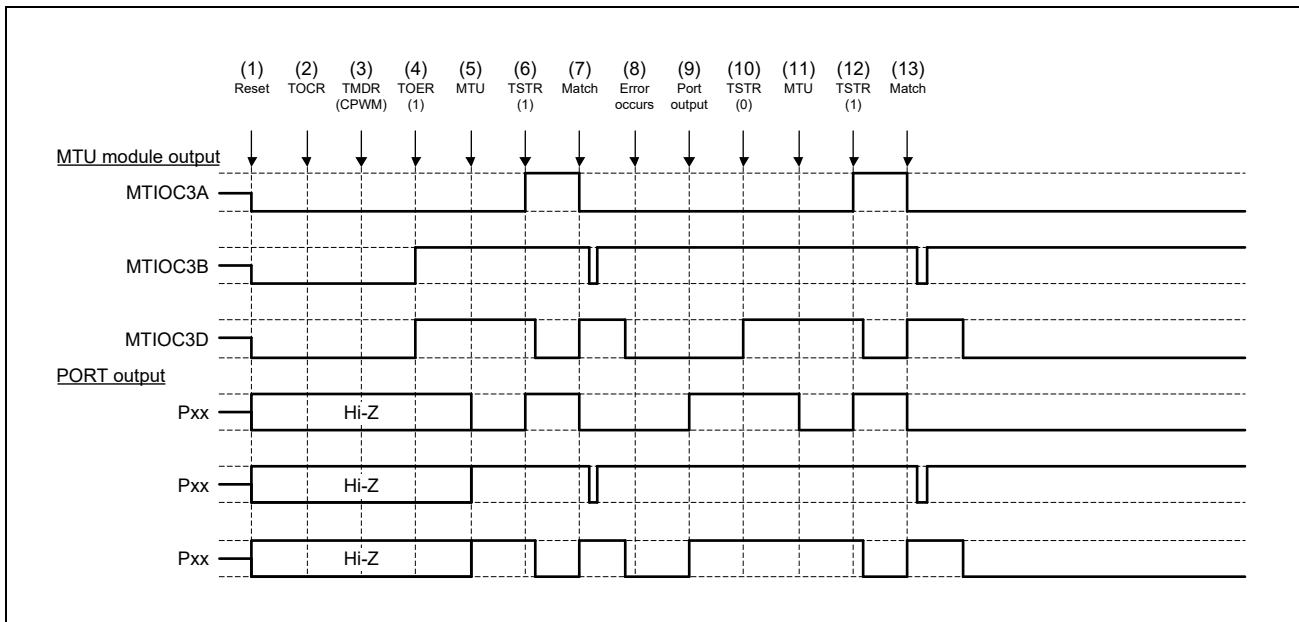 (1) (2) (3) (4) (5) (6) (7) (8) (9) (10) (11) (12) (13)
Reset TOCR TMDR TOER MTU TSTR Match Error Port TSTR MTU TSTR Match
(CPWM) (1) (1) occurs output (0) (1)
MTU module output
MTIOC3A
MTIOC3B
MTIOC3D
PORT output
Pxx Hi-Z
Pxx Hi-Z
Pxx Hi-Z